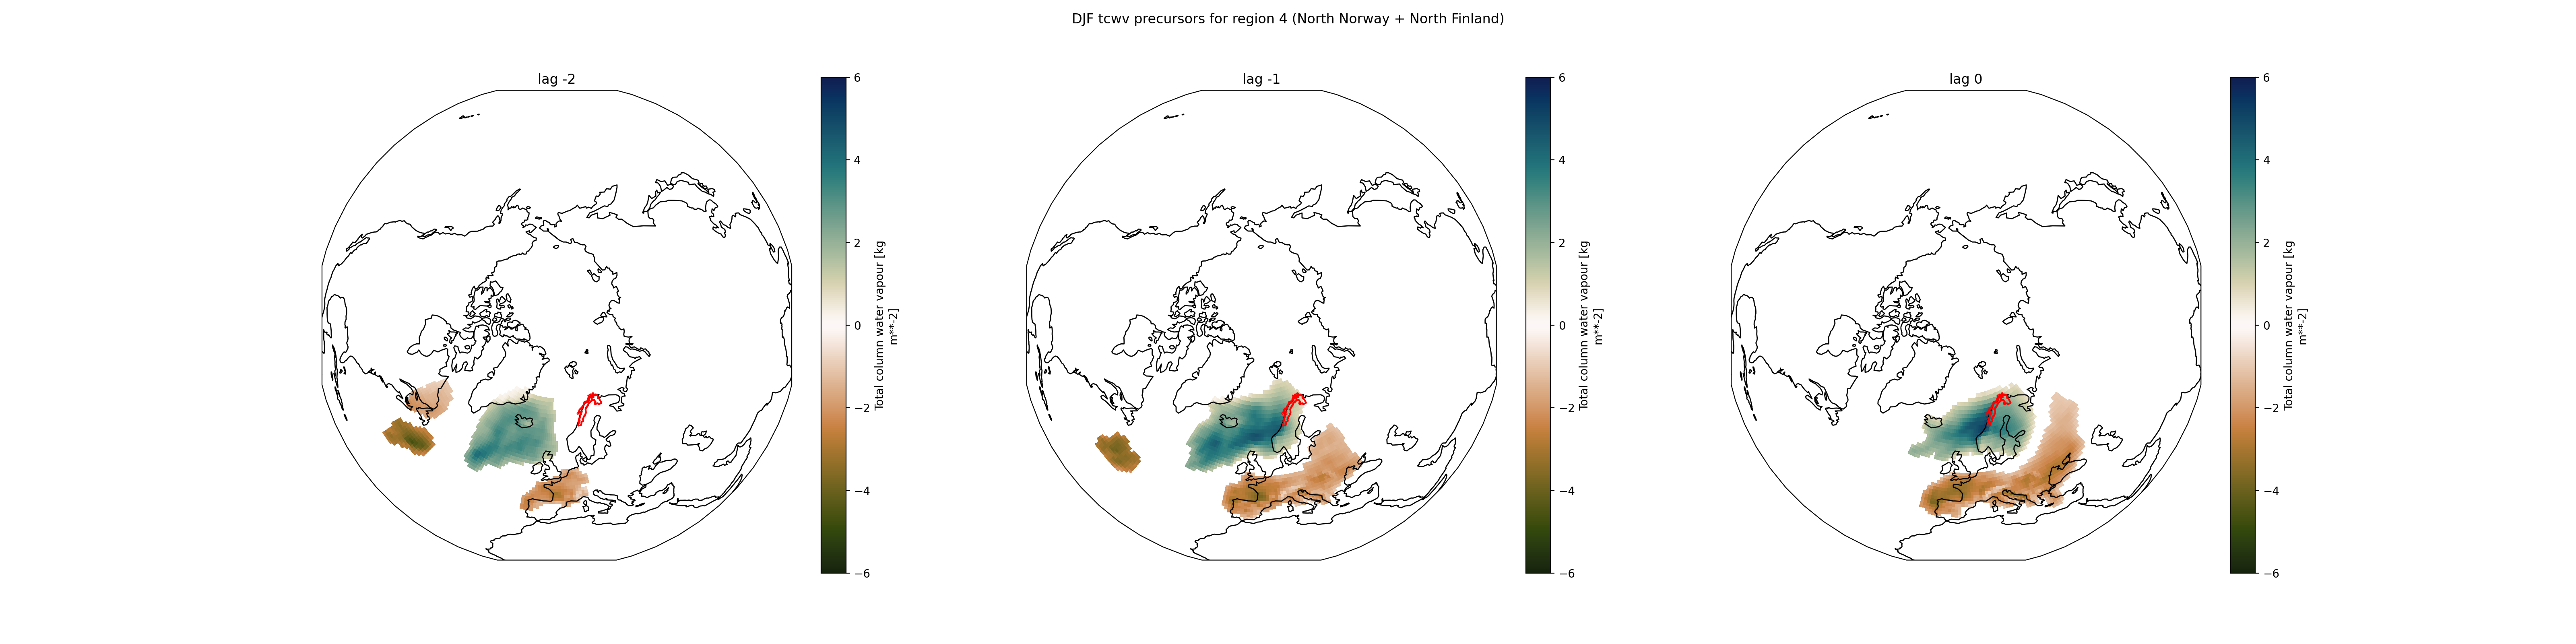 DJF tcwv precursors for region 4 (North Norway + North Finland)
lag -2
6
4
2
0
−2
−4
−6
Total column water vapour [kg
m**-2]
lag -1
6
4
2
0
−2
−4
−6
Total column water vapour [kg
m**-2]
lag 0
6
4
2
0
−2
−4
−6
Total column water vapour [kg
m**-2]